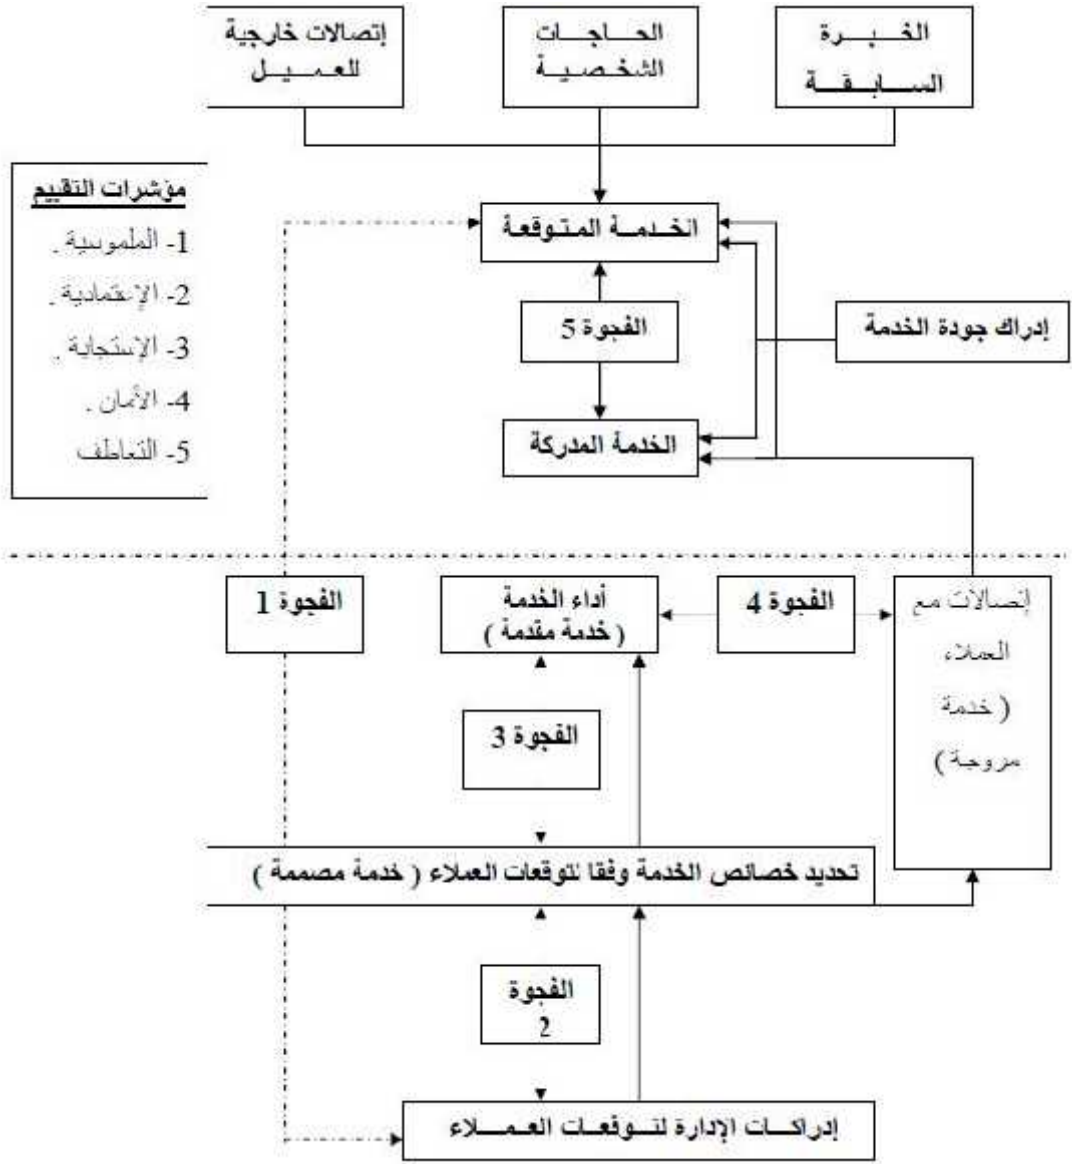 الخبرة
السابقة
الحاجات
الشخصية
إتصالات خارجية
للعميل
مؤشرات التقييم
1- الملموسية .
2- الإعتمادية .
3- الإستجابة .
4- الأمان .
5- التعاطف
الخدمة المتوقعة
الفجوة 5
إدراك جودة الخدمة
الخدمة المدركة
إتصالات مع
العملاء
( خدمة
مروجة )
الفجوة 4
أداء الخدمة
( خدمة مقدمة )
الفجوة 1
الفجوة 3
تحديد خصائص الخدمة وفقا لتوقعات العملاء ( خدمة مصممة )
الفجوة
2
إدراكات الإدارة لتوقعات العملاء